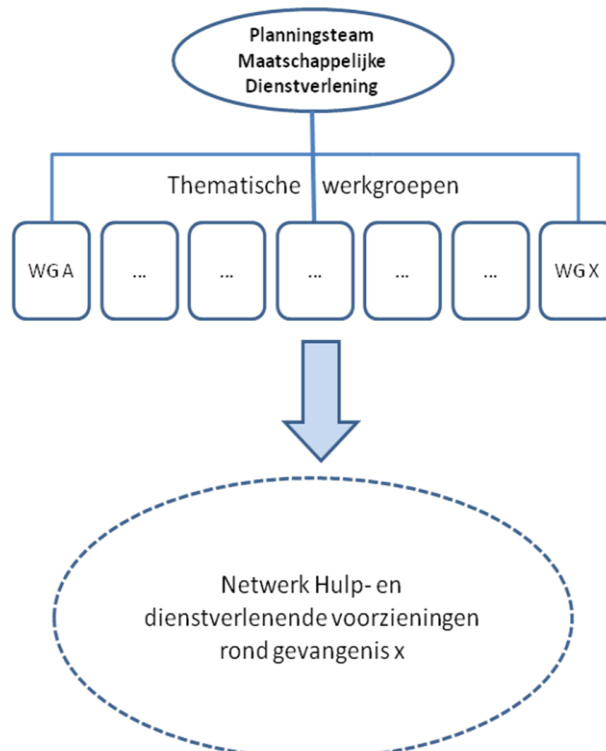 Planningsteam
Maatschappelijke
Dienstverlening
Thematische werkgroepen
WG A
...
...
...
...
...
WG X
Netwerk Hulp- en
dienstverlenende voorzieningen
rond gevangenis x